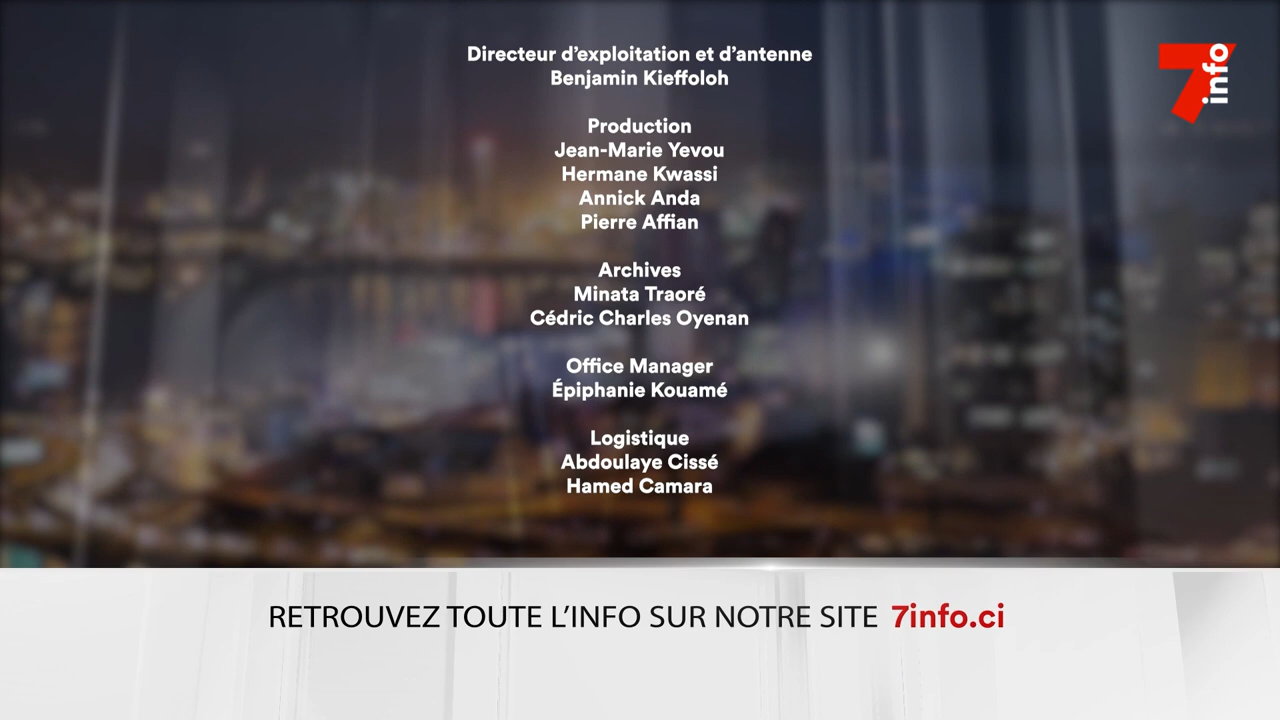 Directeur d’exploitation et d’antenne
Benjamin Kieffoloh
Production
Jean-Marie Yevou
Hermane Kwassi
Annick Anda
Pierre Affian
Archives
Minata Traoré
Cédric Charles Oyenan
Office Manager
Épiphanie Kouamé
Logistique
Abdoulaye Cissé
Hamed Camara
7info
RETROUVEZ TOUTE L’INFO SUR NOTRE SITE 7info.ci